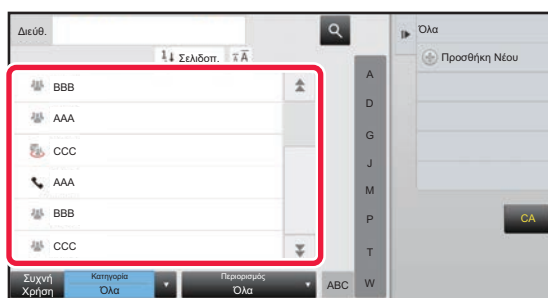 Διεύθ.
Σελιδοπ.
BBB
AAA
CCC
AAA
BBB
CCC
A
D
G
J
M
P
T
W
Συχνή
Χρήση
Κατηγορία
Όλα
Περιορισμός
Όλα
ABC
Όλα
Προσθήκη Νέου
CA